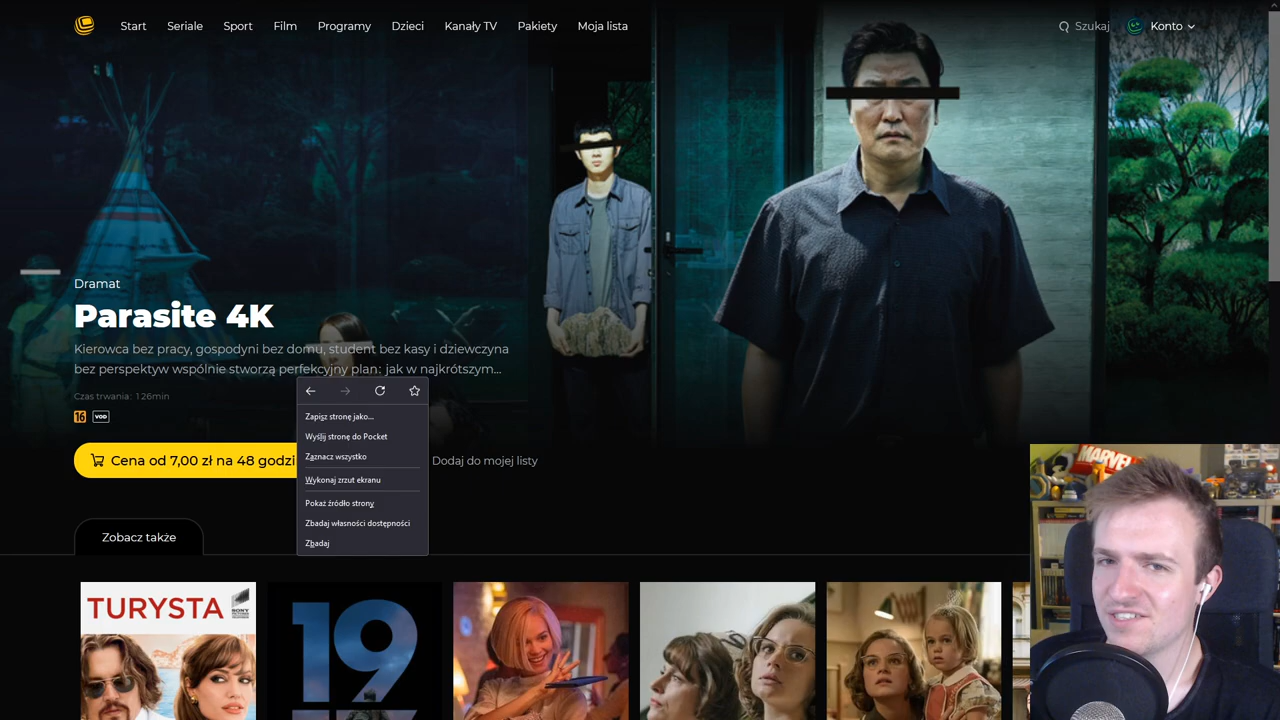 Start
Seriale
Sport
Film
Programy
Dzieci
Kanały TV
Pakiety
Moja lista
Szukaj
Konto
Dramat
Parasite 4K
Kierowca bez pracy, gospodyni bez domu, student bez kasy i dziewczyna
bez perspektyw wspólnie stworzą perfekcyjny plan: jak w najkrótszym...
Czas trwania: 126min
16
VOD
Cena od 7,00 zł na 48 godzi
Dodaj do mojej listy
Zapisz stronę jako...
Wyślij stronę do Pocket
Zaznacz wszystko
Wykonaj zrzut ekranu
Pokaż źródło strony
Zbadaj własności dostępności
Zbadaj
Zobacz także
TURYSTA
SONY
19
MARVEL